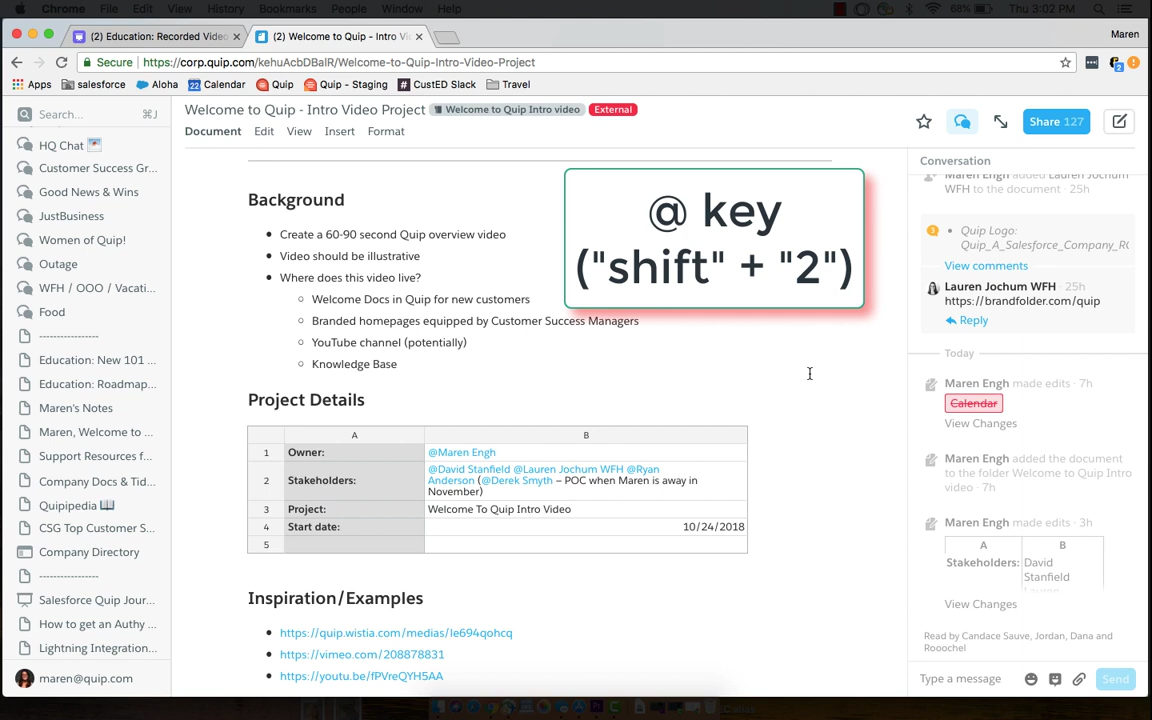 Chrome File Edit View History Bookmarks People Window Help 68% Thu 3:02 PM
(2) Education: Recorded Video (2) Welcome to Quip - Intro Vi Maren
Secure https://corp.quip.com/kehuAcbDBaIR/Welcome-to-Quip-Intro-Video-Project
Apps salesforce Aloha 22 Calendar Quip Quip - Staging CustED Slack Travel
Search... ⌘J
HQ Chat
Customer Success Gr...
Good News & Wins
JustBusiness
Women of Quip!
Outage
WFH / OOO / Vacati...
Food
----------------
Education: New 101 ...
Education: Roadmap...
Maren's Notes
Maren, Welcome to ...
Support Resources f...
Company Docs & Tid...
Quipipedia
CSG Top Customer S...
Company Directory
----------------
Salesforce Quip Jour...
How to get an Authy ...
Lightning Integration...
maren@quip.com
Welcome to Quip - Intro Video Project Welcome to Quip Intro video External
Document Edit View Insert Format
Share 127
Background
Create a 60-90 second Quip overview video
Video should be illustrative
Where does this video live?
Welcome Docs in Quip for new customers
Branded homepages equipped by Customer Success Managers
YouTube channel (potentially)
Knowledge Base
@ key
("shift" + "2")
Project Details
A B
1 Owner: @Maren Engh
2 Stakeholders: @David Stanfield @Lauren Jochum WFH @Ryan
Anderson (@Derek Smyth – POC when Maren is away in
November)
3 Project: Welcome To Quip Intro Video
4 Start date: 10/24/2018
5
Inspiration/Examples
https://quip.wistia.com/medias/le694qohcq
https://vimeo.com/208878831
https://youtu.be/fPVreQYH5AA
Conversation
Maren Engh added Lauren Jochum
WFH to the document · 25h
Quip Logo:
Quip_A_Salesforce_Company_RG
View comments
Lauren Jochum WFH · 25h
https://brandfolder.com/quip
Reply
Today
Maren Engh made edits · 7h
Calendar
View Changes
Maren Engh added the document
to the folder Welcome to Quip Intro
video · 7h
Maren Engh made edits · 3h
A B
Stakeholders: David
Stanfield
Lauren
View Changes
Read by Candace Sauve, Jordan, Dana and
Rooochel
Type a message Send